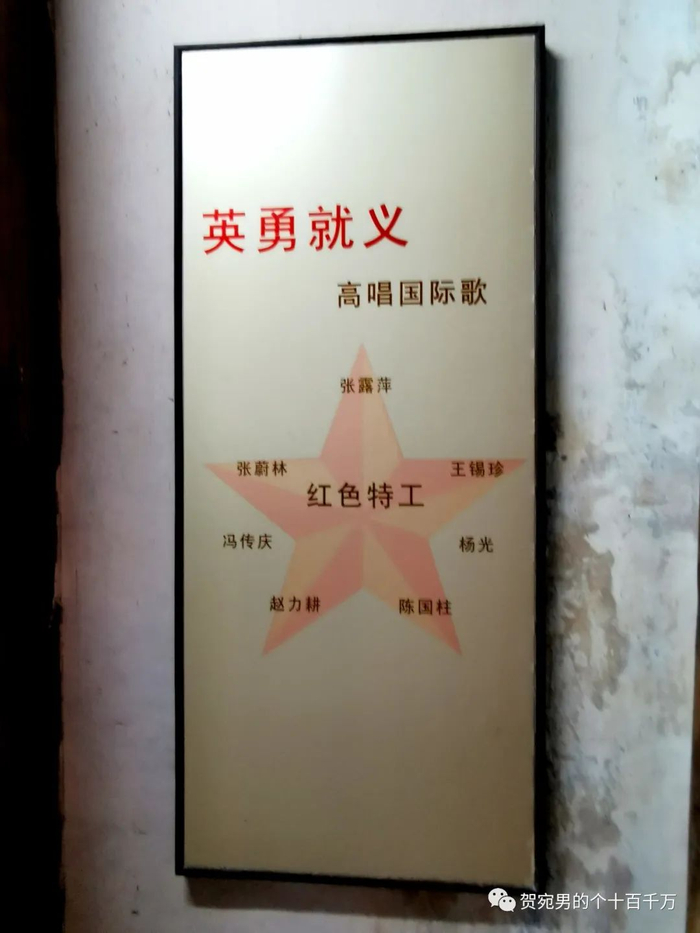 英勇就义
高唱国际歌
张露萍
张蔚林
王锡珍
红色特工
冯传庆
杨光
赵力耕
陈国柱
贺宛男的个十百千万